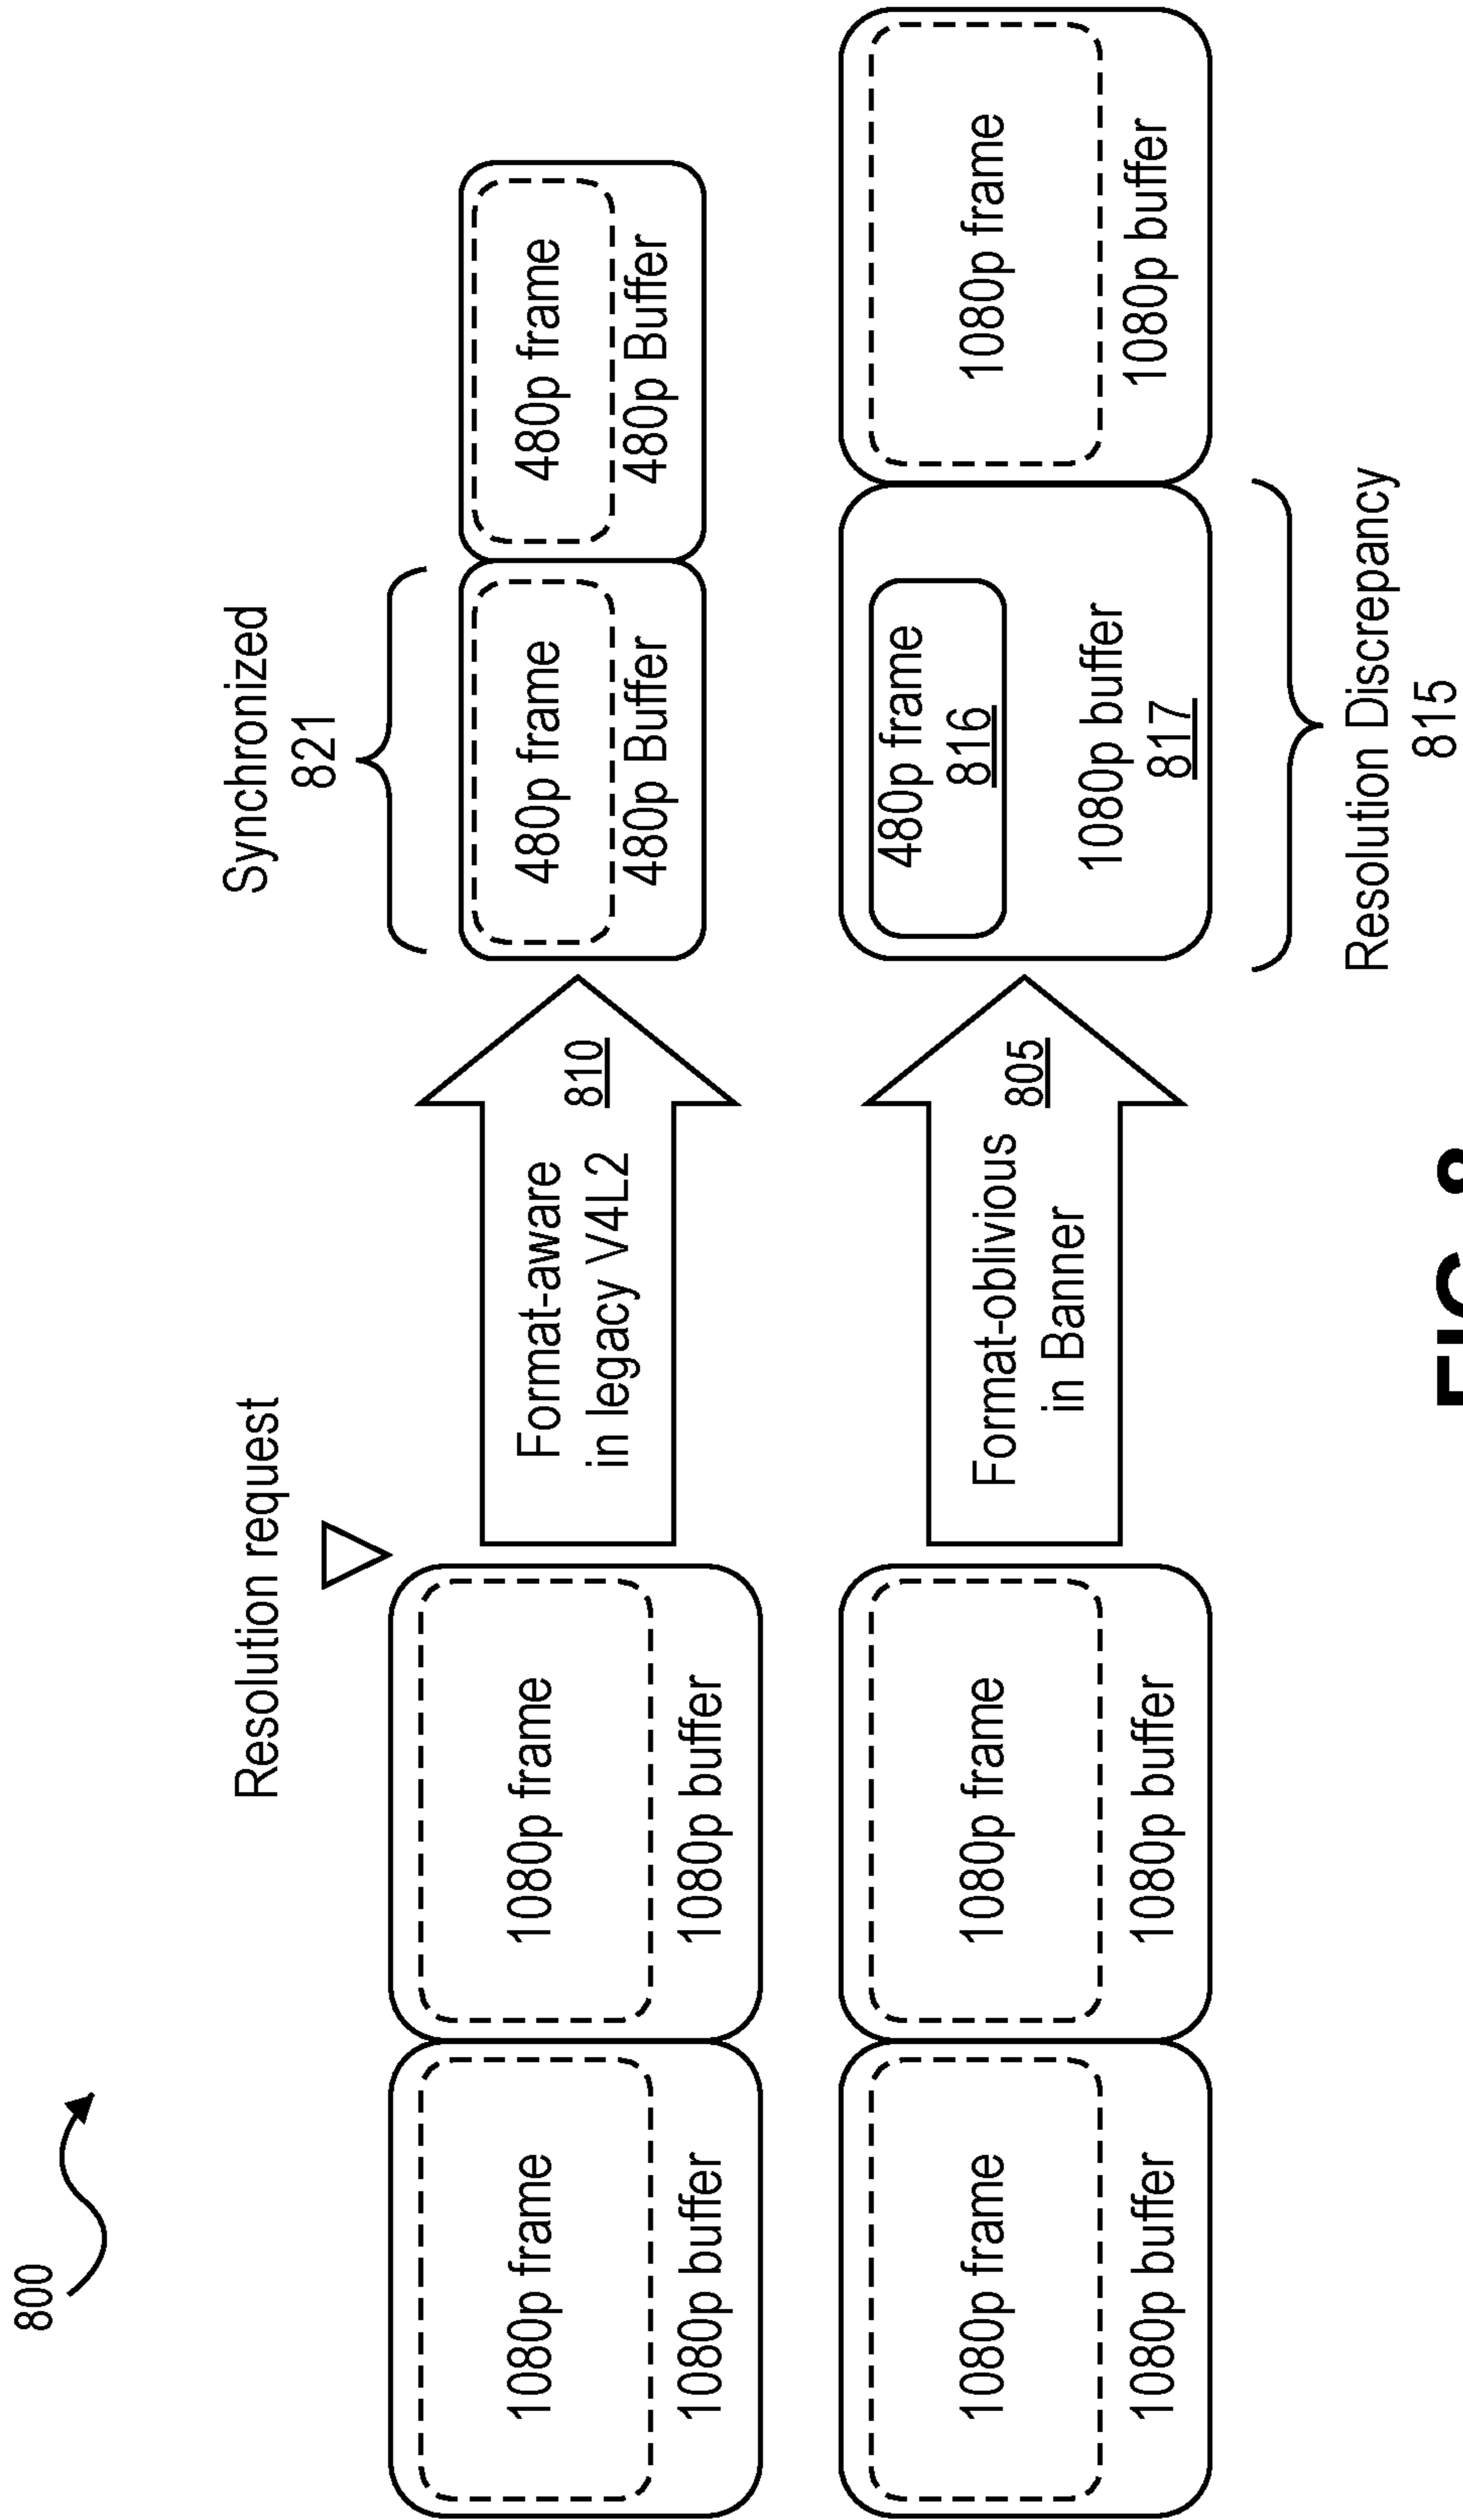 800
Resolution request
Synchronized
821
1080p frame
1080p buffer
1080p frame
1080p buffer
Format-aware
in legacy V4L2
810
480p frame
480p Buffer
480p frame
480p Buffer
1080p frame
1080p buffer
1080p frame
1080p buffer
Format-oblivious
in Banner
805
480p frame
816
1080p buffer
817
1080p frame
1080p buffer
Resolution Discrepancy
815